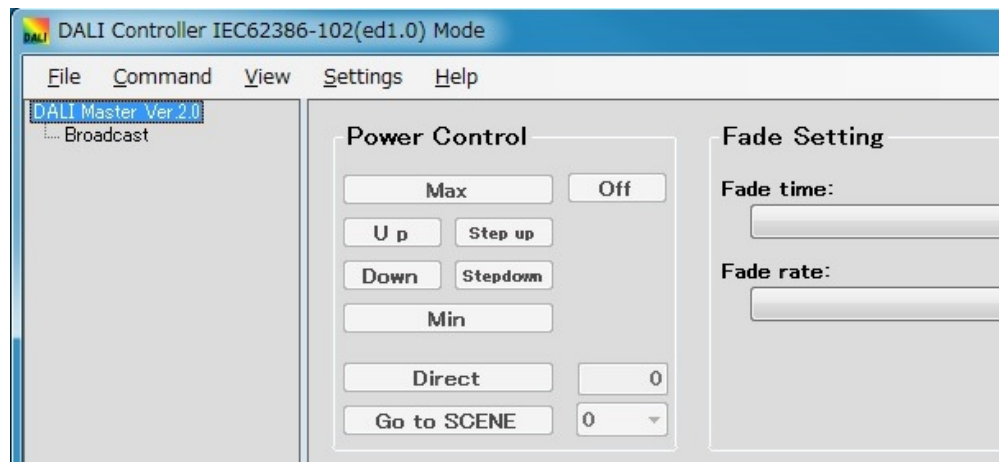 DALI
DALI Controller IEC62386-102(ed1.0) Mode
File Command View Settings Help
DALI Master Ver.2.0
Broadcast
Power Control
Max Off
Up Step up
Down Stepdown
Min
Direct 0
Go to SCENE 0
Fade Setting
Fade time:
Fade rate: